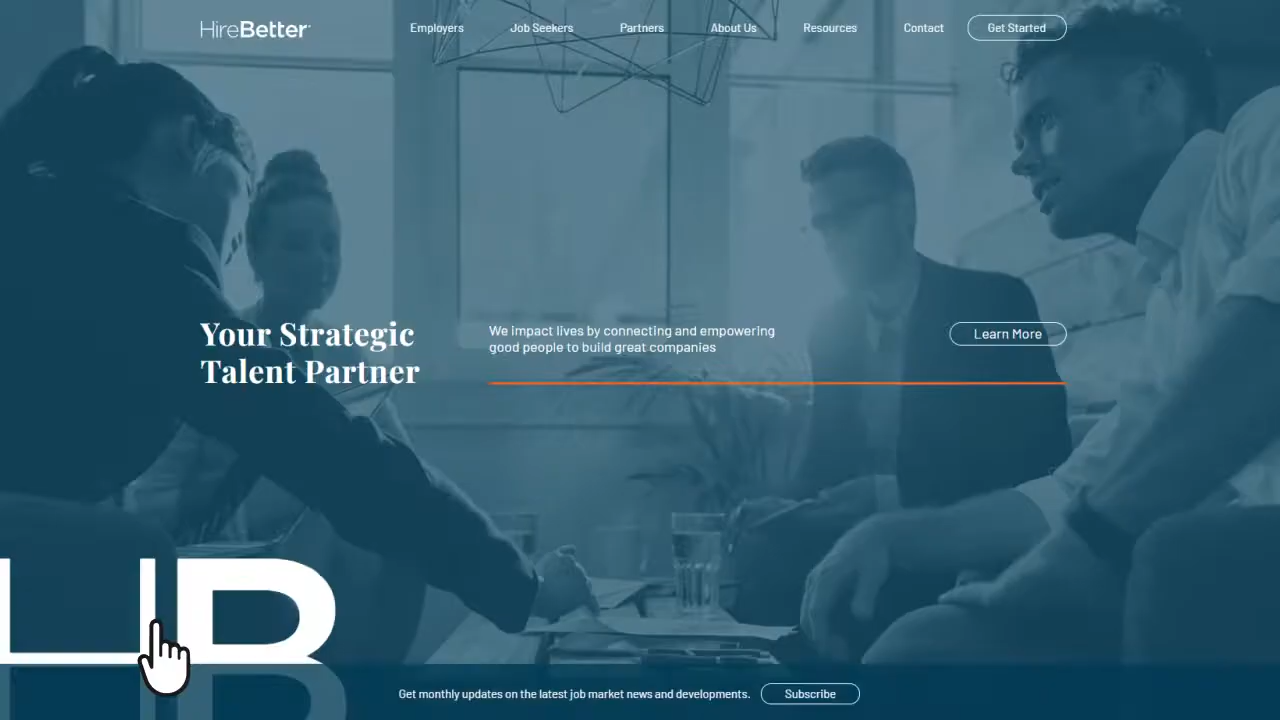 HireBetter
Employers
Job Seekers
Partners
About Us
Resources
Contact
Get Started
Your Strategic
Talent Partner
We impact lives by connecting and empowering
good people to build great companies
Learn More
HB
Get monthly updates on the latest job market news and developments.
Subscribe